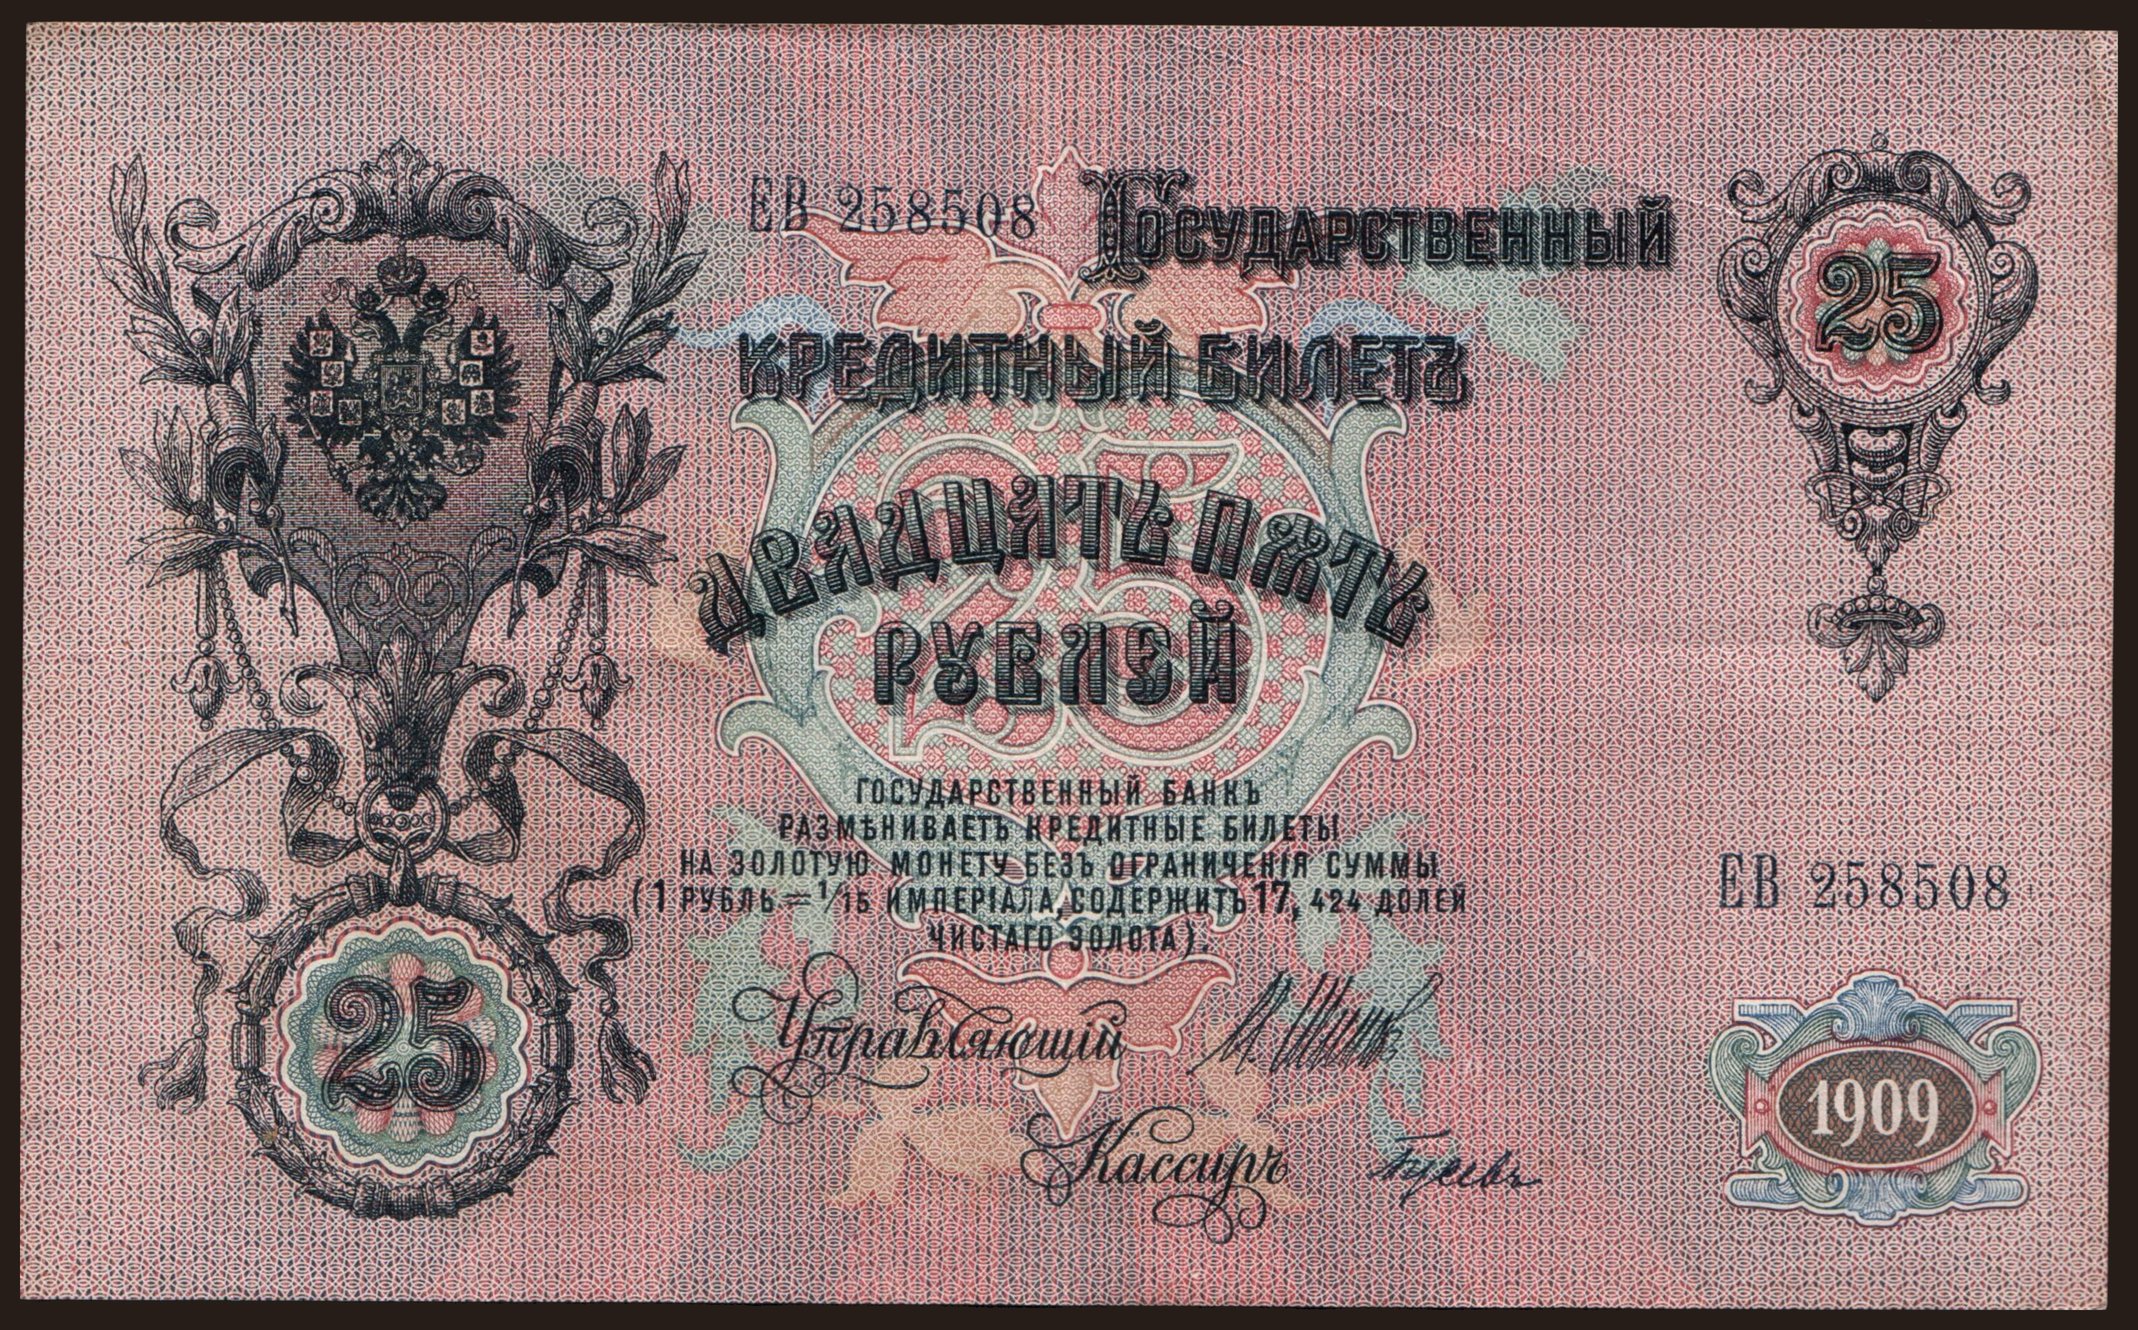 ЕВ 258508
Государственный
25
Кредитный Билетъ
25
Двадцать пять
рублей
Государственный Банкъ
размѣниваетъ кредитные билеты
на золотую монету безъ ограниченія суммы
(1 рубль = 1/15 имперіала, содержитъ 17,424 долей
чистаго золота).
ЕВ 258508
25
Управляющій
1909
Кассиръ